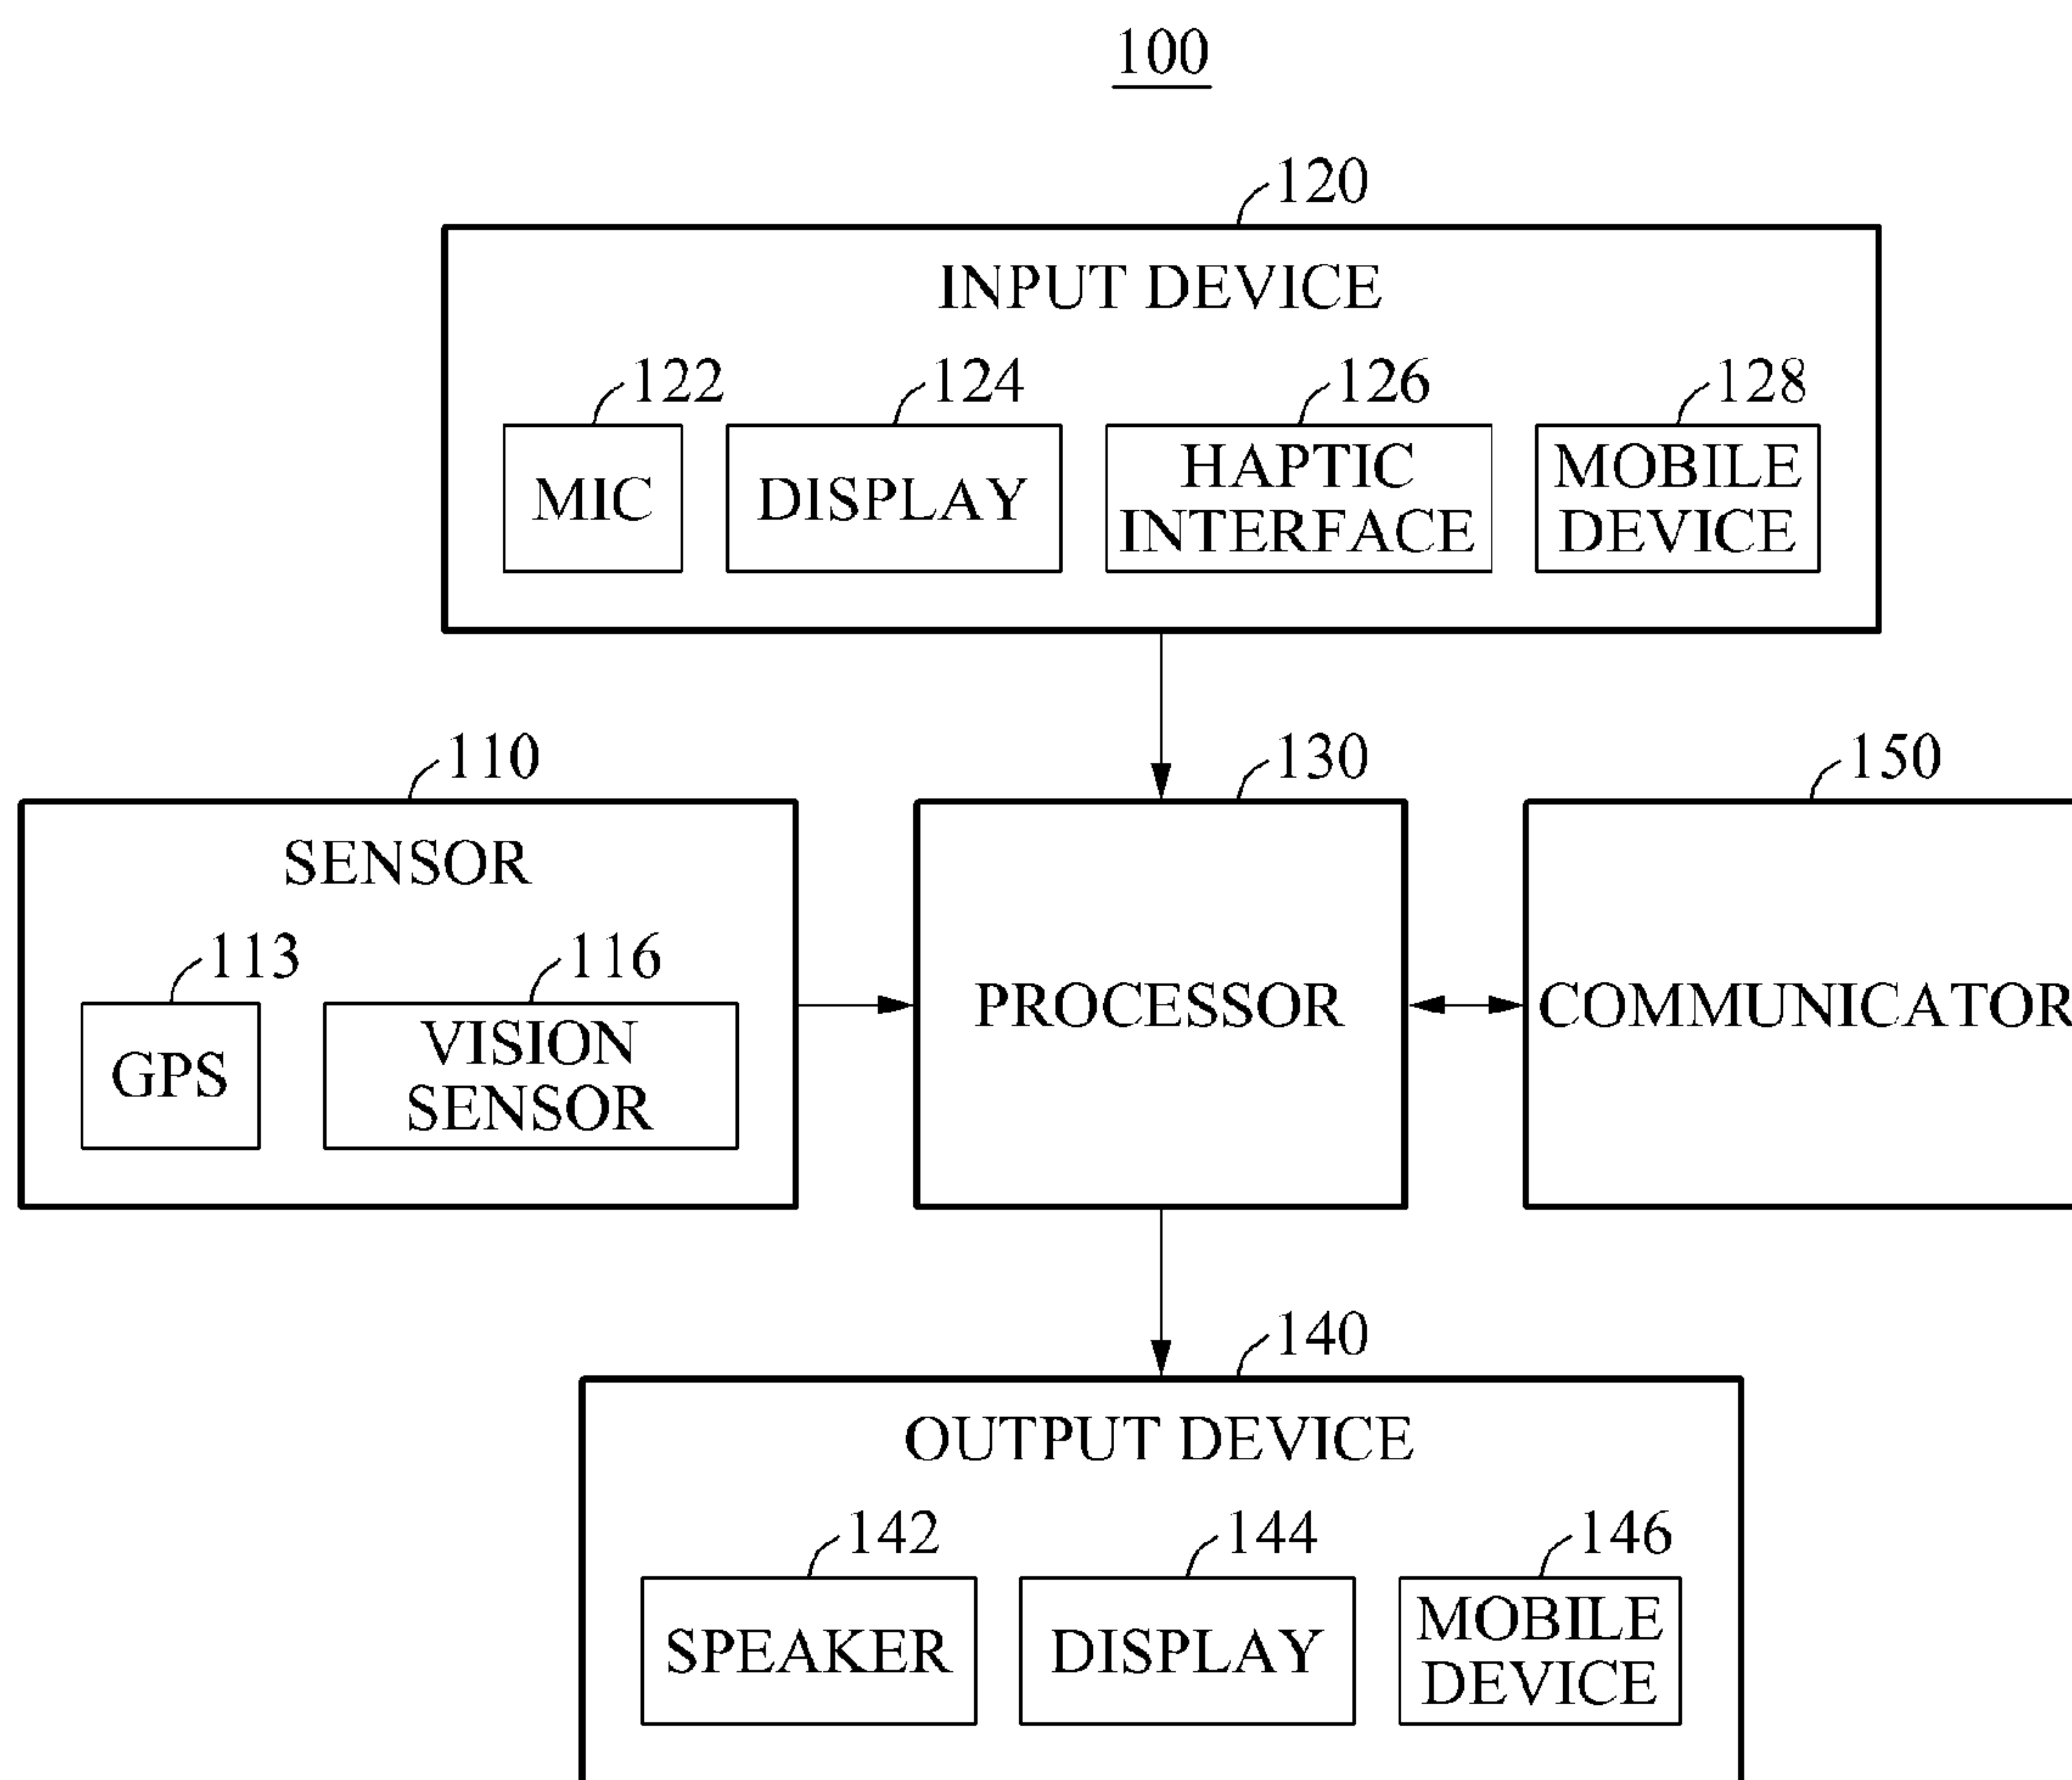 100
120
INPUT DEVICE
122
124
126
128
MIC
DISPLAY
HAPTIC
INTERFACE
MOBILE
DEVICE
110
130
150
SENSOR
113
116
GPS
VISION
SENSOR
PROCESSOR
COMMUNICATOR
140
OUTPUT DEVICE
142
144
146
SPEAKER
DISPLAY
MOBILE
DEVICE